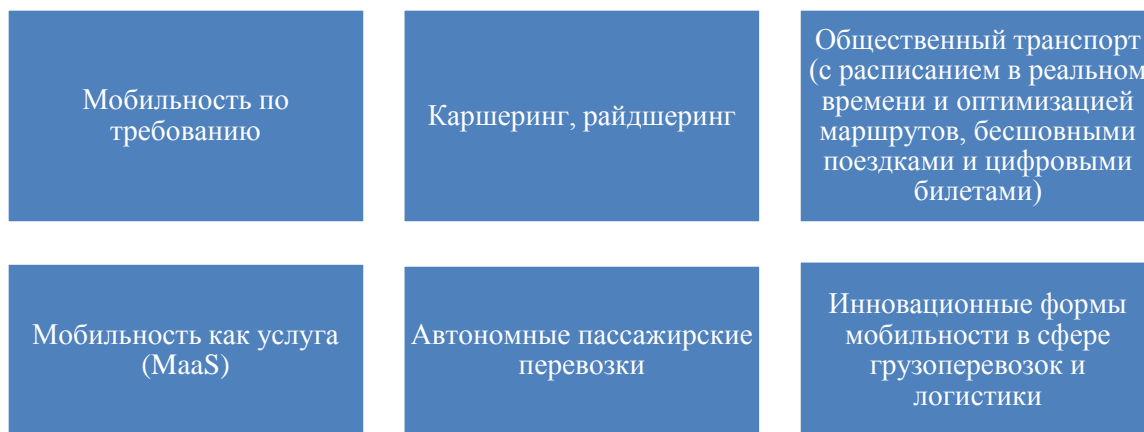 Мобильность по
требованию
Каршеринг, райдшеринг
Общественный транспорт
(с расписанием в реальном
времени и оптимизацией
маршрутов, бесшовными
поездками и цифровыми
билетами)
Мобильность как услуга
(MaaS)
Автономные пассажирские
перевозки
Инновационные формы
мобильности в сфере
грузоперевозок и
логистики